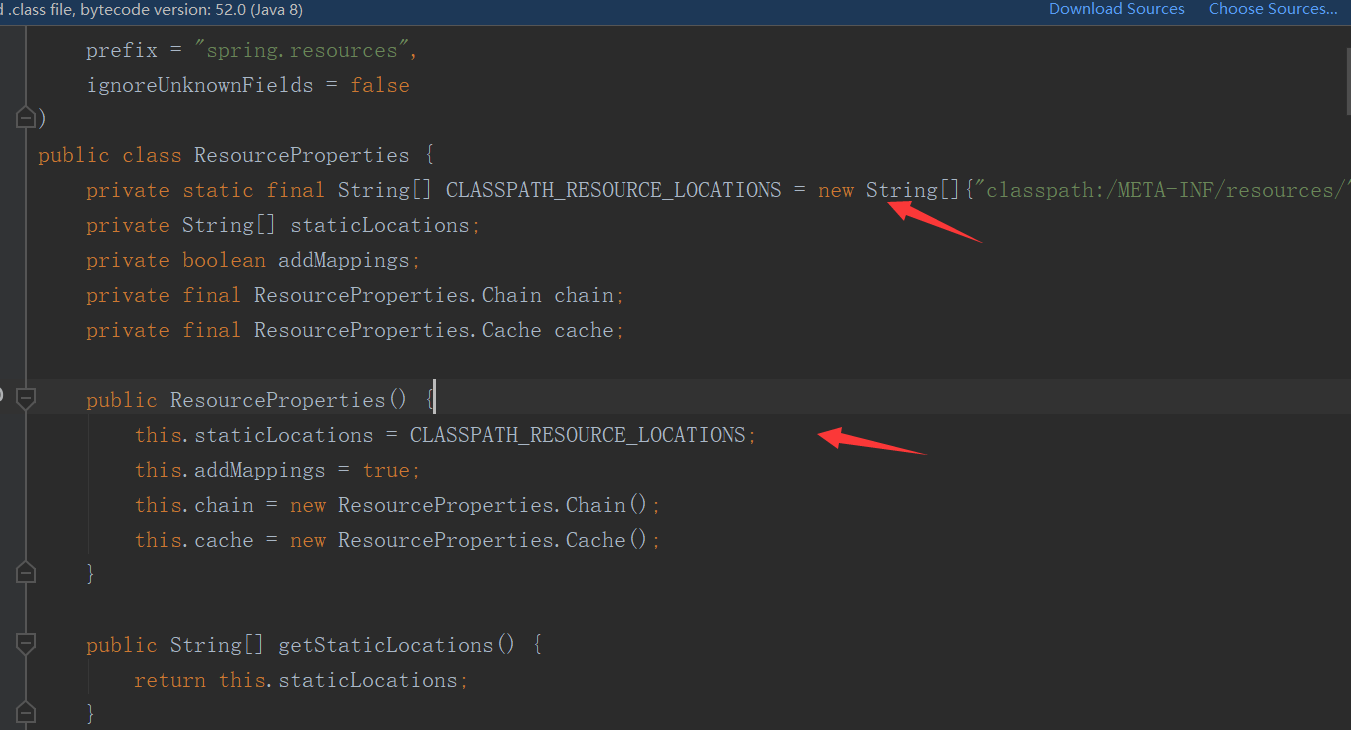 .class file, bytecode version: 52.0 (Java 8) Download Sources Choose Sources...
prefix = "spring.resources",
ignoreUnknownFields = false
)
public class ResourceProperties {
private static final String[] CLASSPATH_RESOURCE_LOCATIONS = new String[]{"classpath:/META-INF/resources/"
private String[] staticLocations;
private boolean addMappings;
private final ResourceProperties.Chain chain;
private final ResourceProperties.Cache cache;
public ResourceProperties() {
this.staticLocations = CLASSPATH_RESOURCE_LOCATIONS;
this.addMappings = true;
this.chain = new ResourceProperties.Chain();
this.cache = new ResourceProperties.Cache();
}
public String[] getStaticLocations() {
return this.staticLocations;
}